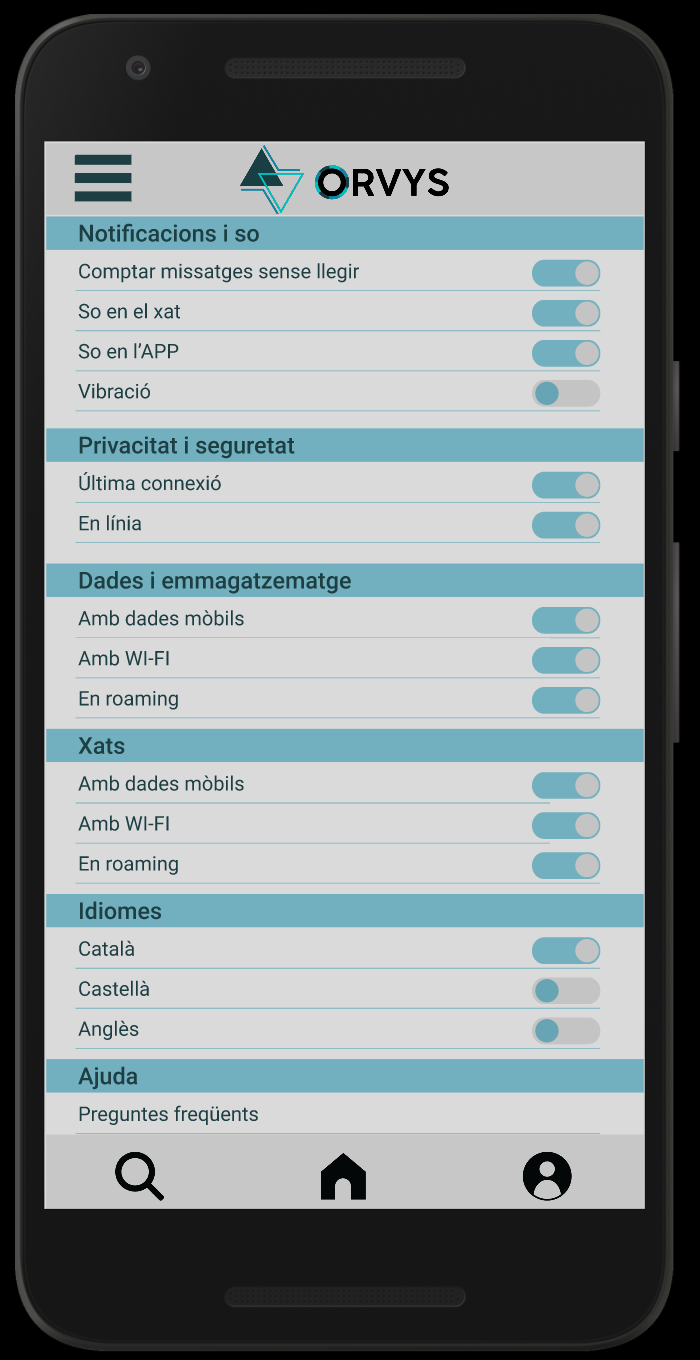 ORVYS
Notificacions i so
Comptar missatges sense llegir
So en el xat
So en l’APP
Vibració
Privacitat i seguretat
Última connexió
En línia
Dades i emmagatzematge
Amb dades mòbils
Amb WI-FI
En roaming
Xats
Amb dades mòbils
Amb WI-FI
En roaming
Idiomes
Català
Castellà
Anglès
Ajuda
Preguntes freqüents